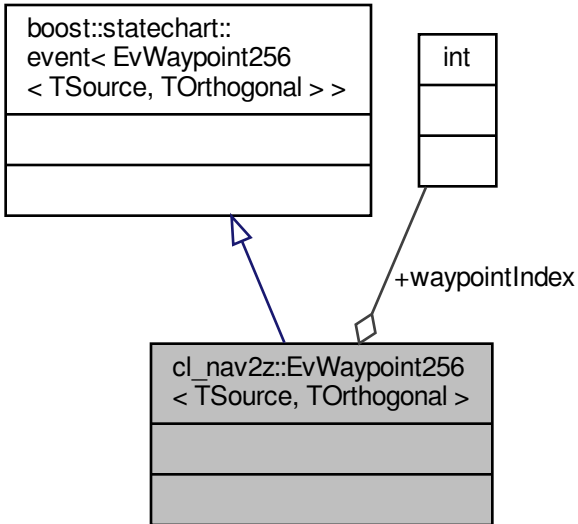 boost::statechart::
event< EvWaypoint256
< TSource, TOrthogonal > >
int
+waypointIndex
cl_nav2z::EvWaypoint256
< TSource, TOrthogonal >